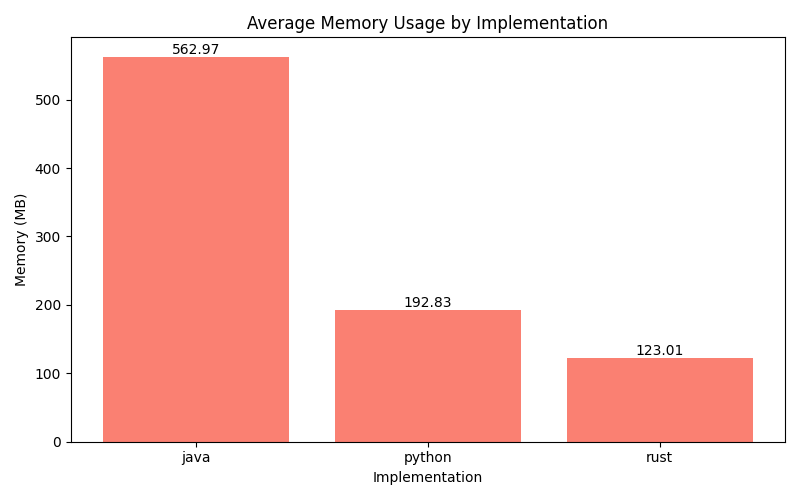 Average Memory Usage by Implementation
562.97
192.83
123.01
Memory (MB)
500
400
300
200
100
0
java
python
rust
Implementation